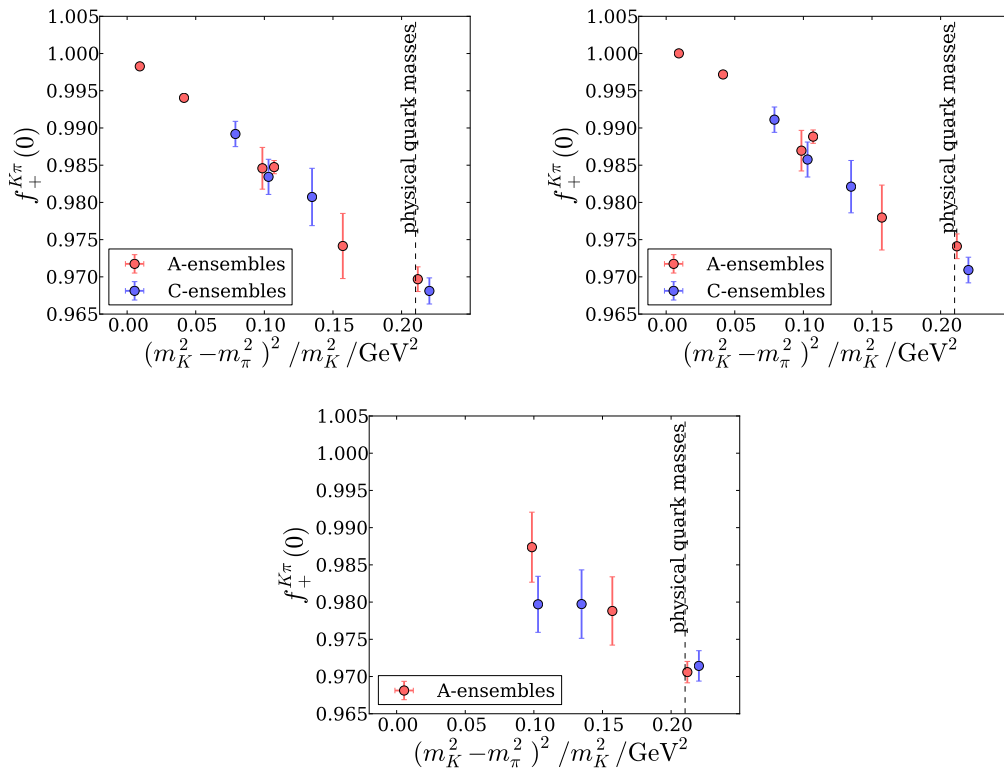 1.005
1.000
0.995
0.990
0.985
0.980
0.975
0.970
0.965
0.00 0.05 0.10 0.15 0.20
f_+^{Kπ}(0)
(m_K^2 − m_π^2)^2 /m_K^2 /GeV^2
physical quark masses
A-ensembles
C-ensembles
1.005
1.000
0.995
0.990
0.985
0.980
0.975
0.970
0.965
0.00 0.05 0.10 0.15 0.20
f_+^{Kπ}(0)
(m_K^2 − m_π^2)^2 /m_K^2 /GeV^2
physical quark masses
A-ensembles
C-ensembles
1.005
1.000
0.995
0.990
0.985
0.980
0.975
0.970
0.965
0.00 0.05 0.10 0.15 0.20
f_+^{Kπ}(0)
(m_K^2 − m_π^2)^2 /m_K^2 /GeV^2
physical quark masses
A-ensembles